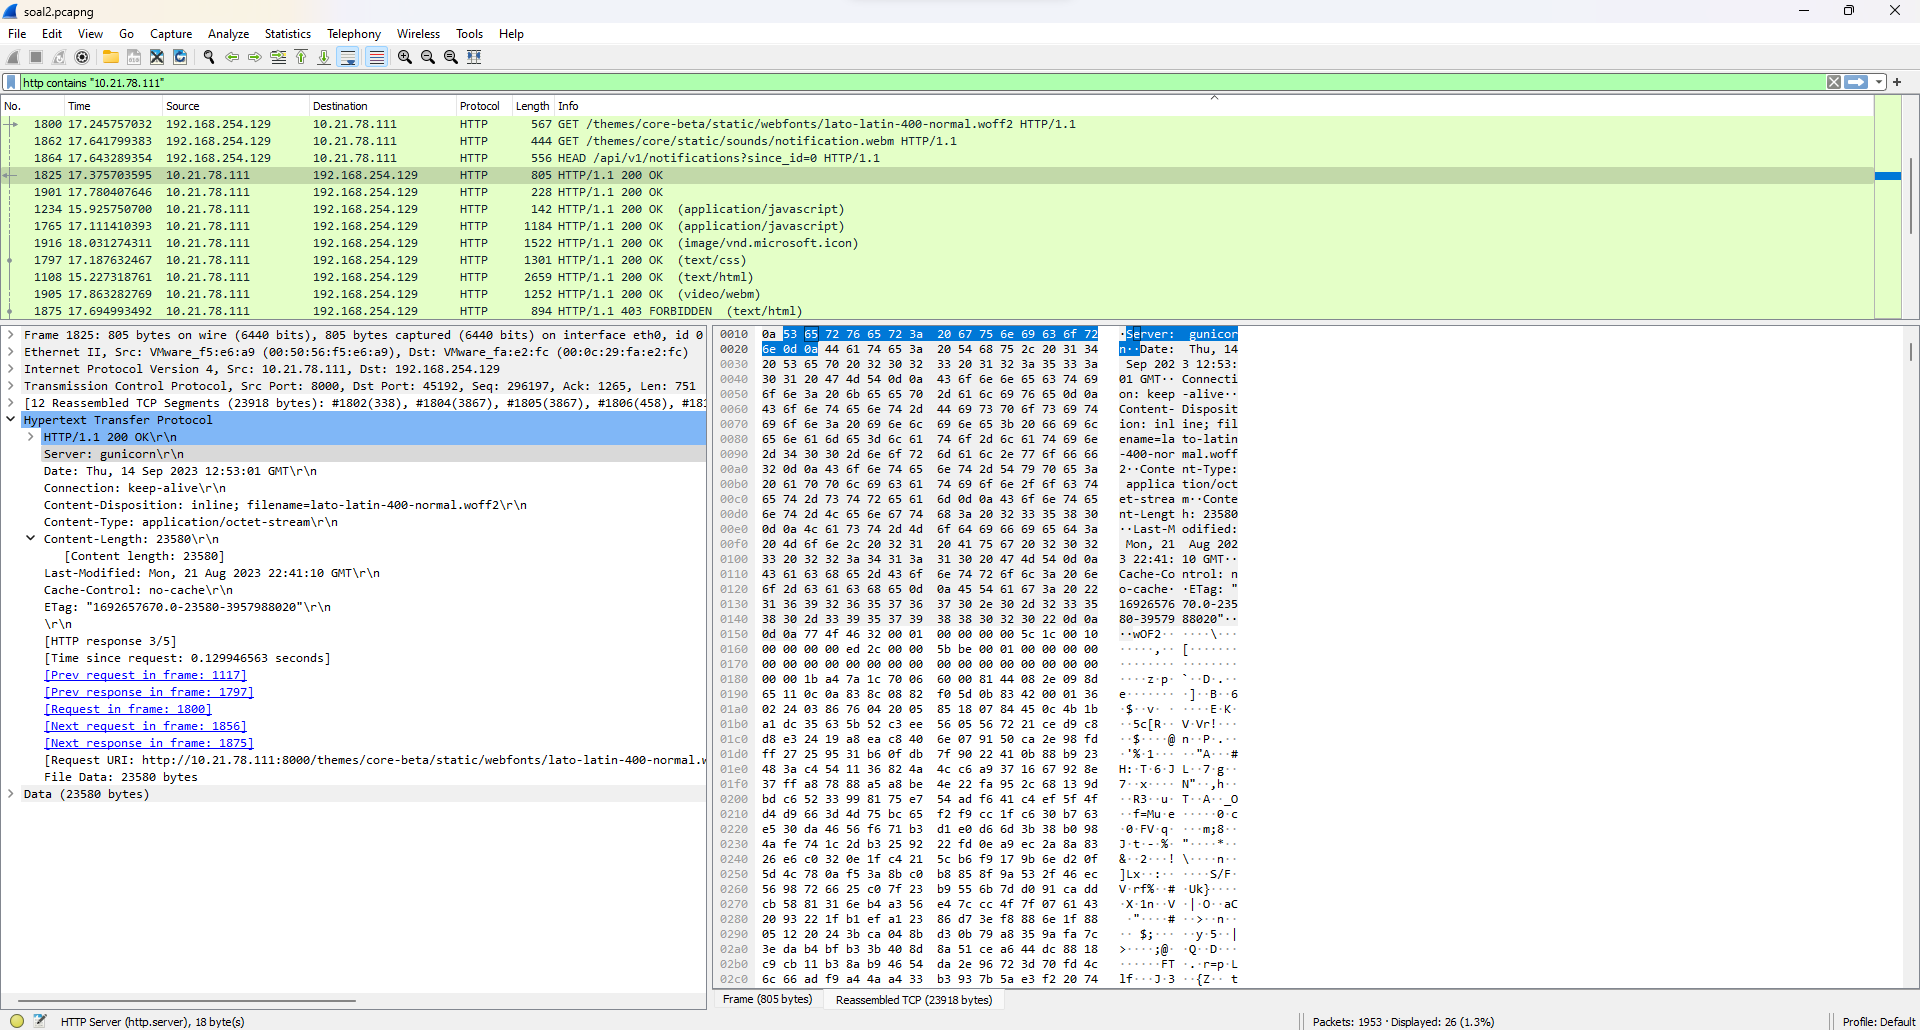 soal2.pcapng
File Edit View Go Capture Analyze Statistics Telephony Wireless Tools Help
http contains "10.21.78.111"
No. Time Source Destination Protocol Length Info
1800 17.245757032 192.168.254.129 10.21.78.111 HTTP 567 GET /themes/core-beta/static/webfonts/lato-latin-400-normal.woff2 HTTP/1.1
1862 17.641799383 192.168.254.129 10.21.78.111 HTTP 444 GET /themes/core/static/sounds/notification.webm HTTP/1.1
1864 17.643289354 192.168.254.129 10.21.78.111 HTTP 556 HEAD /api/v1/notifications?since_id=0 HTTP/1.1
1825 17.375703595 10.21.78.111 192.168.254.129 HTTP 805 HTTP/1.1 200 OK
1901 17.780407646 10.21.78.111 192.168.254.129 HTTP 228 HTTP/1.1 200 OK
1234 15.925750700 10.21.78.111 192.168.254.129 HTTP 142 HTTP/1.1 200 OK (application/javascript)
1765 17.111410393 10.21.78.111 192.168.254.129 HTTP 1184 HTTP/1.1 200 OK (application/javascript)
1916 18.031274311 10.21.78.111 192.168.254.129 HTTP 1522 HTTP/1.1 200 OK (image/vnd.microsoft.icon)
1797 17.187632467 10.21.78.111 192.168.254.129 HTTP 1301 HTTP/1.1 200 OK (text/css)
1108 15.227318761 10.21.78.111 192.168.254.129 HTTP 2659 HTTP/1.1 200 OK (text/html)
1905 17.863282769 10.21.78.111 192.168.254.129 HTTP 1252 HTTP/1.1 200 OK (video/webm)
1875 17.694993492 10.21.78.111 192.168.254.129 HTTP 894 HTTP/1.1 403 FORBIDDEN (text/html)
Frame 1825: 805 bytes on wire (6440 bits), 805 bytes captured (6440 bits) on interface eth0, id 0
Ethernet II, Src: VMware_f5:e6:a9 (00:50:56:f5:e6:a9), Dst: VMware_fa:e2:fc (00:0c:29:fa:e2:fc)
Internet Protocol Version 4, Src: 10.21.78.111, Dst: 192.168.254.129
Transmission Control Protocol, Src Port: 8000, Dst Port: 45192, Seq: 296197, Ack: 1265, Len: 751
[12 Reassembled TCP Segments (23918 bytes): #1802(338), #1804(3867), #1805(3867), #1806(458), #181
Hypertext Transfer Protocol
HTTP/1.1 200 OK\r\n
Server: gunicorn\r\n
Date: Thu, 14 Sep 2023 12:53:01 GMT\r\n
Connection: keep-alive\r\n
Content-Disposition: inline; filename=lato-latin-400-normal.woff2\r\n
Content-Type: application/octet-stream\r\n
Content-Length: 23580\r\n
[Content length: 23580]
Last-Modified: Mon, 21 Aug 2023 22:41:10 GMT\r\n
Cache-Control: no-cache\r\n
ETag: "1692657670.0-23580-3957988020"\r\n
\r\n
[HTTP response 3/5]
[Time since request: 0.129946563 seconds]
[Prev request in frame: 1117]
[Prev response in frame: 1797]
[Request in frame: 1800]
[Next request in frame: 1856]
[Next response in frame: 1875]
[Request URI: http://10.21.78.111:8000/themes/core-beta/static/webfonts/lato-latin-400-normal.w
File Data: 23580 bytes
Data (23580 bytes)
0010 0a 53 65 72 76 65 72 3a 20 67 75 6e 69 63 6f 72 ·Server: gunicor
0020 6e 0d 0a 44 61 74 65 3a 20 54 68 75 2c 20 31 34 n··Date: Thu, 14
0030 20 53 65 70 20 32 30 32 33 20 31 32 3a 35 33 3a Sep 202 3 12:53:
0040 30 31 20 47 4d 54 0d 0a 43 6f 6e 6e 65 63 74 69 01 GMT·· Connecti
0050 6f 6e 3a 20 6b 65 65 70 2d 61 6c 69 76 65 0d 0a on: keep -alive··
0060 43 6f 6e 74 65 6e 74 2d 44 69 73 70 6f 73 69 74 Content- Disposit
0070 69 6f 6e 3a 20 69 6e 6c 69 6e 65 3b 20 66 69 6c ion: inl ine; fil
0080 65 6e 61 6d 65 3d 6c 61 74 6f 2d 6c 61 74 69 6e ename=la to-latin
0090 2d 34 30 30 2d 6e 6f 72 6d 61 6c 2e 77 6f 66 66 -400-nor mal.woff
00a0 32 0d 0a 43 6f 6e 74 65 6e 74 2d 54 79 70 65 3a 2··Conte nt-Type:
00b0 20 61 70 70 6c 69 63 61 74 69 6f 6e 2f 6f 63 74 applica tion/oct
00c0 65 74 2d 73 74 72 65 61 6d 0d 0a 43 6f 6e 74 65 et-strea m··Conte
00d0 6e 74 2d 4c 65 6e 67 74 68 3a 20 32 33 35 38 30 nt-Lengt h: 23580
00e0 0d 0a 4c 61 73 74 2d 4d 6f 64 69 66 69 65 64 3a ··Last-M odified:
00f0 20 4d 6f 6e 2c 20 32 31 20 41 75 67 20 32 30 32 Mon, 21 Aug 202
0100 33 20 32 32 3a 34 31 3a 31 30 20 47 4d 54 0d 0a 3 22:41: 10 GMT··
0110 43 61 63 68 65 2d 43 6f 6e 74 72 6f 6c 3a 20 6e Cache-Co ntrol: n
0120 6f 2d 63 61 63 68 65 0d 0a 45 54 61 67 3a 20 22 o-cache· ·ETag: "
0130 31 36 39 32 36 35 37 36 37 30 2e 30 2d 32 33 35 16926576 70.0-235
0140 38 30 2d 33 39 35 37 39 38 38 30 32 30 22 0d 0a 80-39579 88020"··
0150 0d 0a 77 4f 46 32 00 01 00 00 00 00 5c 1c 00 10 ··wOF2·· ····\···
0160 00 00 00 00 ed 2c 00 00 5b be 00 01 00 00 00 00 ·····,·· [·······
0170 00 00 00 00 00 00 00 00 00 00 00 00 00 00 00 00 ········ ········
0180 00 00 1b a4 7a 1c 70 06 60 00 81 44 08 2e 09 8d ····z·p· `··D·.··
0190 65 11 0c 0a 83 8c 08 82 f0 5d 0b 83 42 00 01 36 e······· ·]··B··6
01a0 02 24 03 86 76 04 20 05 85 18 07 84 45 0c 4b 1b ·$··v· · ····E·K·
01b0 a1 dc 35 63 5b 52 c3 ee 56 05 56 72 21 ce d9 c8 ··5c[R·· V·Vr!···
01c0 d8 e3 24 19 a8 ea c8 40 6e 07 91 50 ca 2e 98 fd ··$····@ n··P·.··
01d0 ff 27 25 95 31 b6 0f db 7f 90 22 41 0b 88 b9 23 ·'%·1··· ··"A···#
01e0 48 3a c4 54 11 36 82 4a 4c c6 a9 37 16 67 92 8e H:·T·6·J L··7·g··
01f0 37 ff a8 78 88 a5 a8 be 4e 22 fa 95 2c 68 13 9d 7··x···· N"··,h··
0200 bd c6 52 33 99 81 75 e7 54 ad f6 41 c4 ef 5f 4f ··R3··u· T··A··_O
0210 d4 d9 66 3d 4d 75 bc 65 f2 f9 cc 1f c6 30 b7 63 ··f=Mu·e ·····0·c
0220 e5 30 da 46 56 f6 71 b3 d1 e0 d6 6d 3b 38 b0 98 ·0·FV·q· ···m;8··
0230 4a fe 74 1c 2d b3 25 92 22 fd 0e a9 ec 2a 8a 83 J·t·-·%· "····*··
0240 26 e6 c0 32 0e 1f c4 21 5c b6 f9 17 9b 6e d2 0f &··2···! \····n··
0250 5d 4c 78 0a f5 3a 8b c0 b8 85 8f 9a 53 2f 46 ec ]Lx··:·· ····S/F·
0260 56 98 72 66 25 c0 7f 23 b9 55 6b 7d d0 91 ca dd V·rf%··# ·Uk}····
0270 cb 58 81 31 6e b4 a3 56 e4 7c cc 4f 7f 07 61 43 ·X·1n··V ·|·O··aC
0280 20 93 22 1f b1 ef a1 23 86 d7 3e f8 88 6e 1f 88 ·"····# ··>··n··
0290 05 12 20 24 3b ca 04 8b d3 0b 79 a8 35 9a fa 7c ·· $;··· ··y·5··|
02a0 3e da b4 bf b3 3b 40 8d 8a 51 ce a6 44 dc 88 18 >····;@· ·Q··D···
02b0 c9 cb 11 b3 8a b9 46 54 da 2e 96 72 3d 70 fd 4c ······FT ·.·r=p·L
02c0 6c 66 ad f9 a4 4a a4 33 b3 93 7b 5a e3 f2 20 74 lf···J·3 ··{Z·· t
Frame (805 bytes) Reassembled TCP (23918 bytes)
HTTP Server (http.server), 18 byte(s) Packets: 1953 · Displayed: 26 (1.3%) Profile: Default